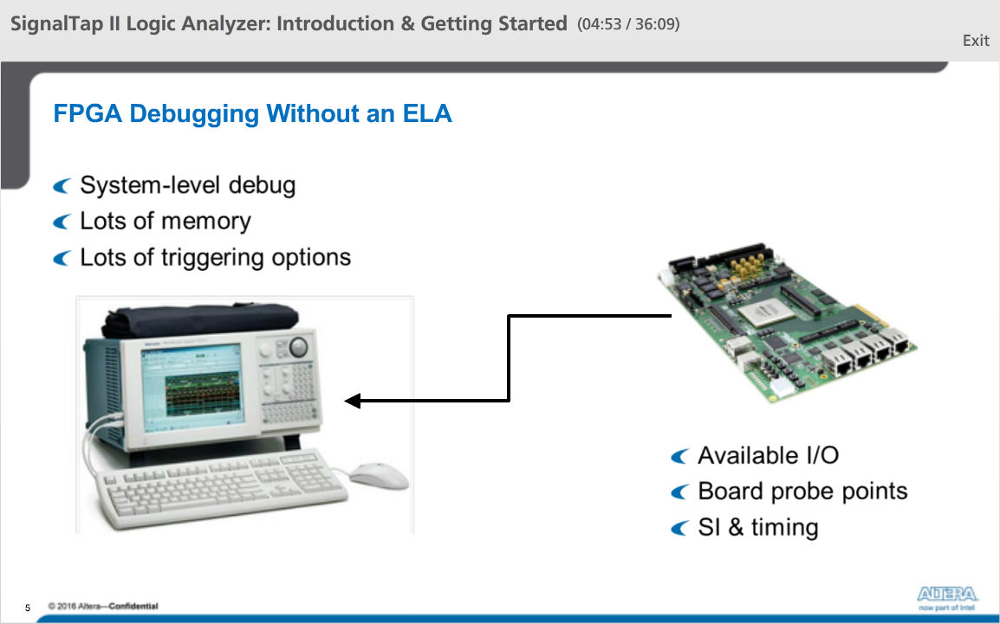 SignalTap II Logic Analyzer: Introduction & Getting Started (04:53 / 36:09)
Exit
FPGA Debugging Without an ELA
System-level debug
Lots of memory
Lots of triggering options
Available I/O
Board probe points
SI & timing
5 © 2016 Altera—Confidential
ALTERA
now part of Intel